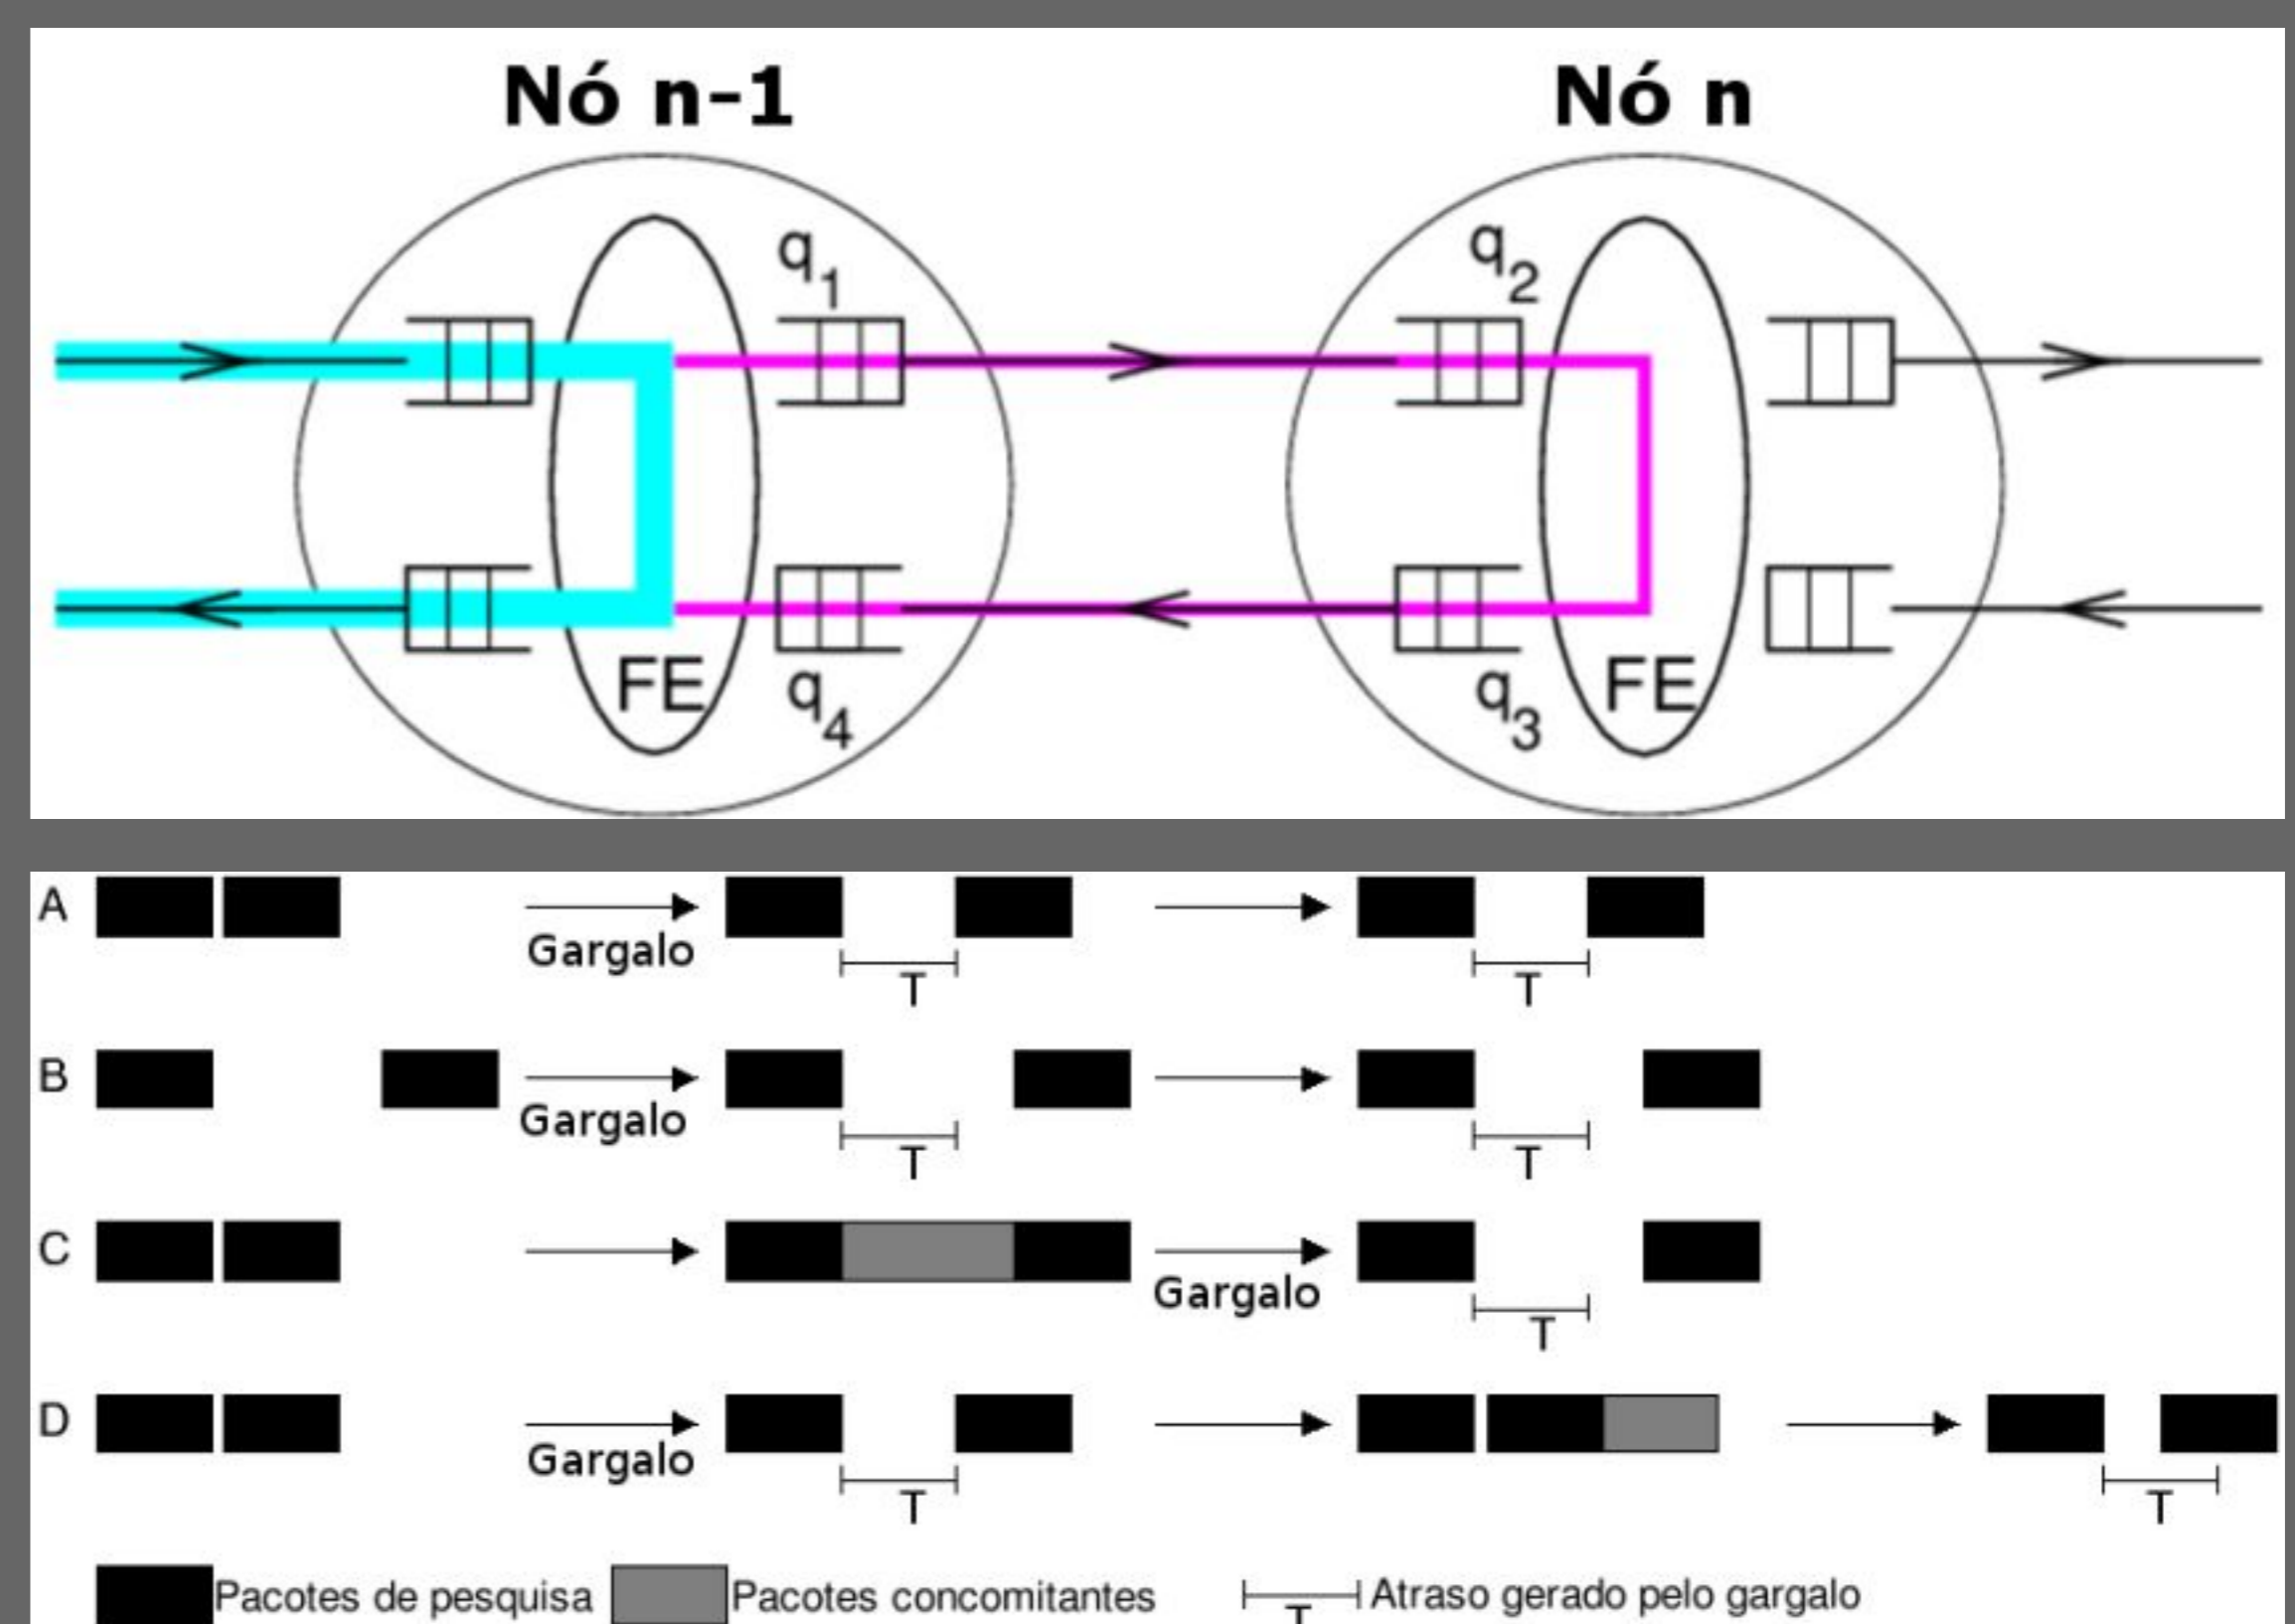 Nó n-1 Nó n
q1 q2
FE FE
q4 q3
A
Gargalo
T T
B
Gargalo
T T
C
Gargalo
T
D
Gargalo
T T
Pacotes de pesquisa Pacotes concomitantes Atraso gerado pelo gargalo
T